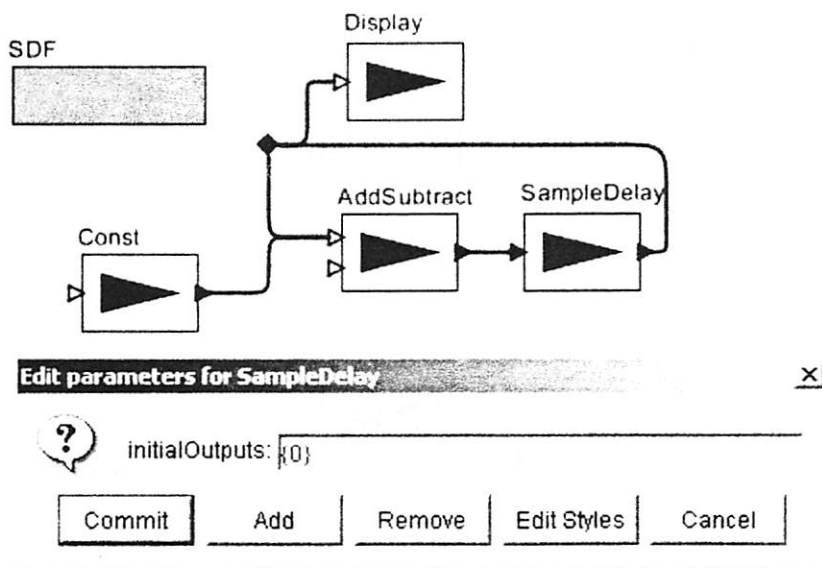 Display
SDF
AddSubtract
SampleDelay
Const
Edit parameters for SampleDelay
?
initialOutputs: {0}
Commit
Add
Remove
Edit Styles
Cancel